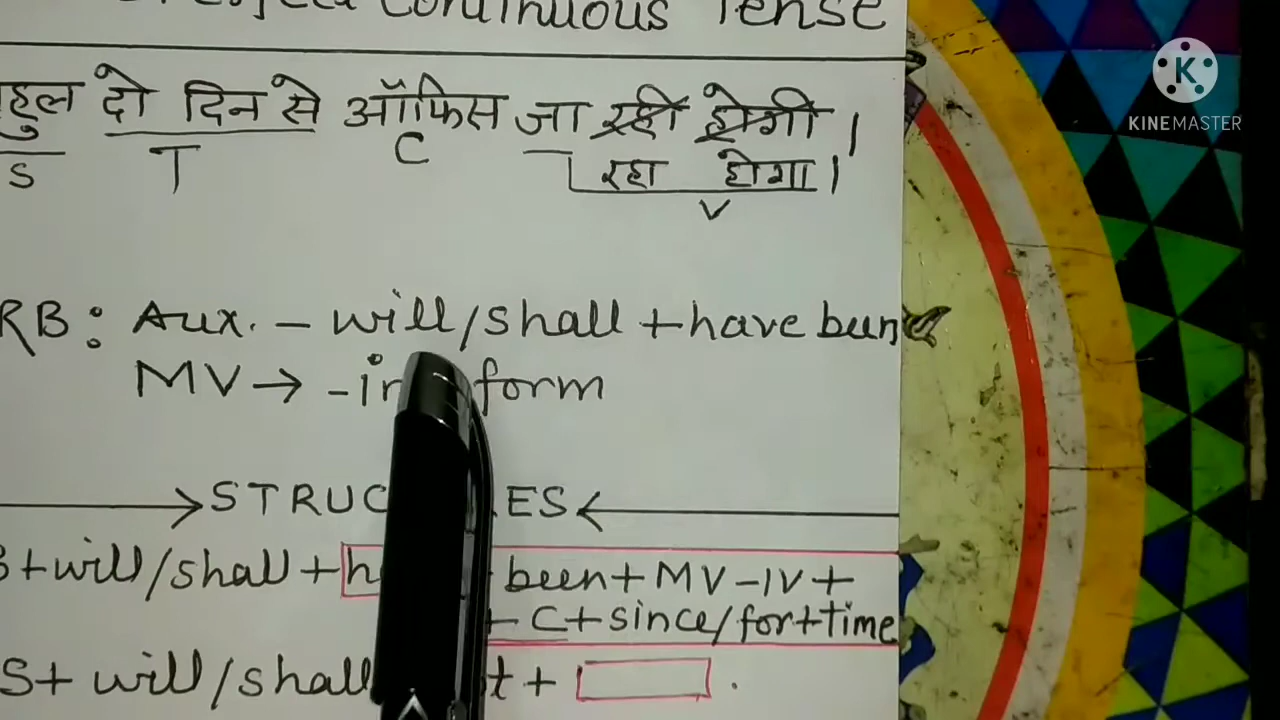 Continuous Tense
दो दिन से ऑफिस जा रही होगी ।
S T C रहा होगा ।
V
RB: Aux. - will/shall + have been
MV → - form
→ STRUC ES ←
+ will/shall + been + MV - IV +
+ C + since/for + time
S + will/shall t + .
K
KINEMASTER